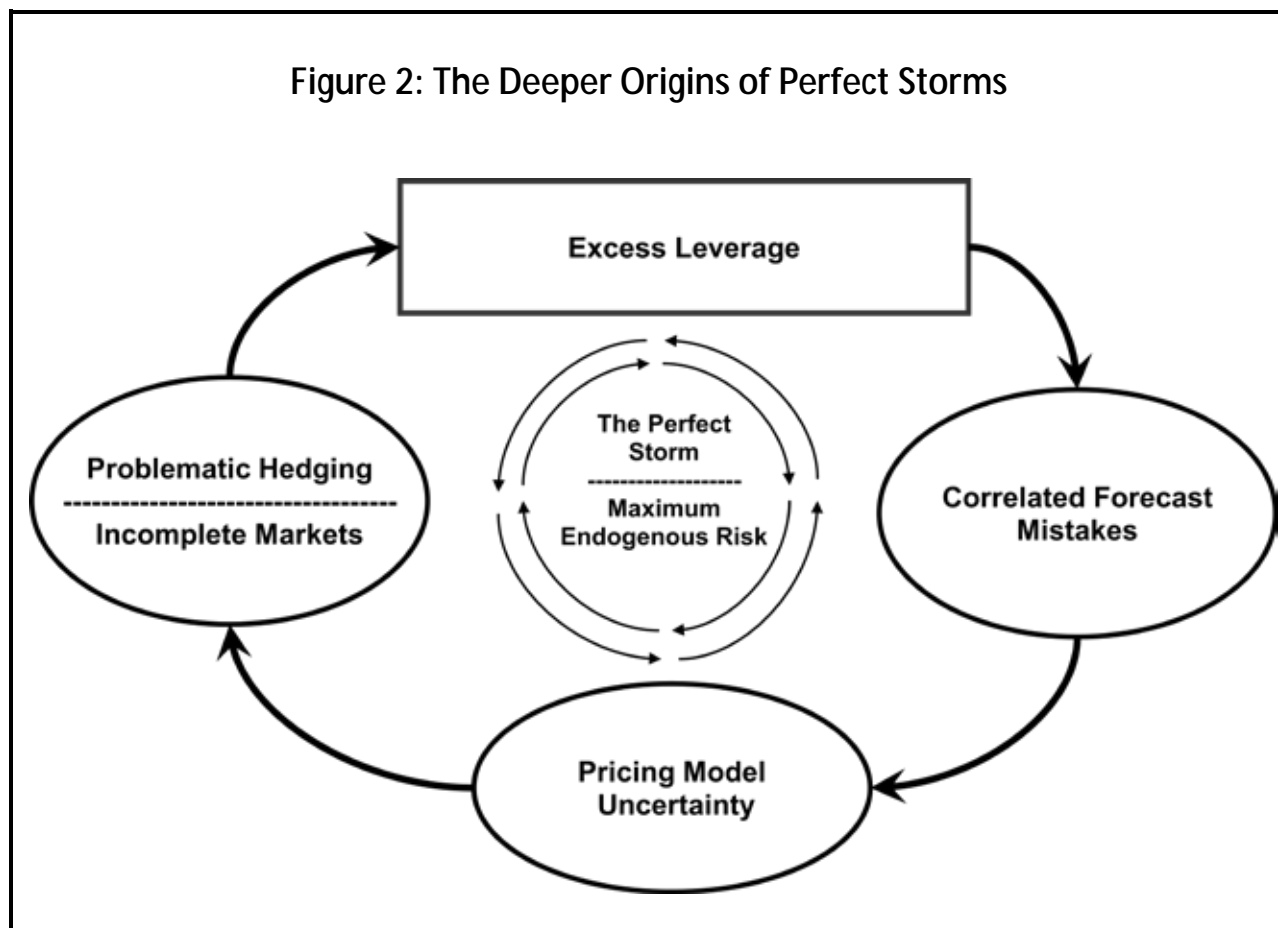 Figure 2: The Deeper Origins of Perfect Storms
Excess Leverage
The Perfect
Storm
Maximum
Endogenous Risk
Problematic Hedging
Incomplete Markets
Correlated Forecast
Mistakes
Pricing Model
Uncertainty